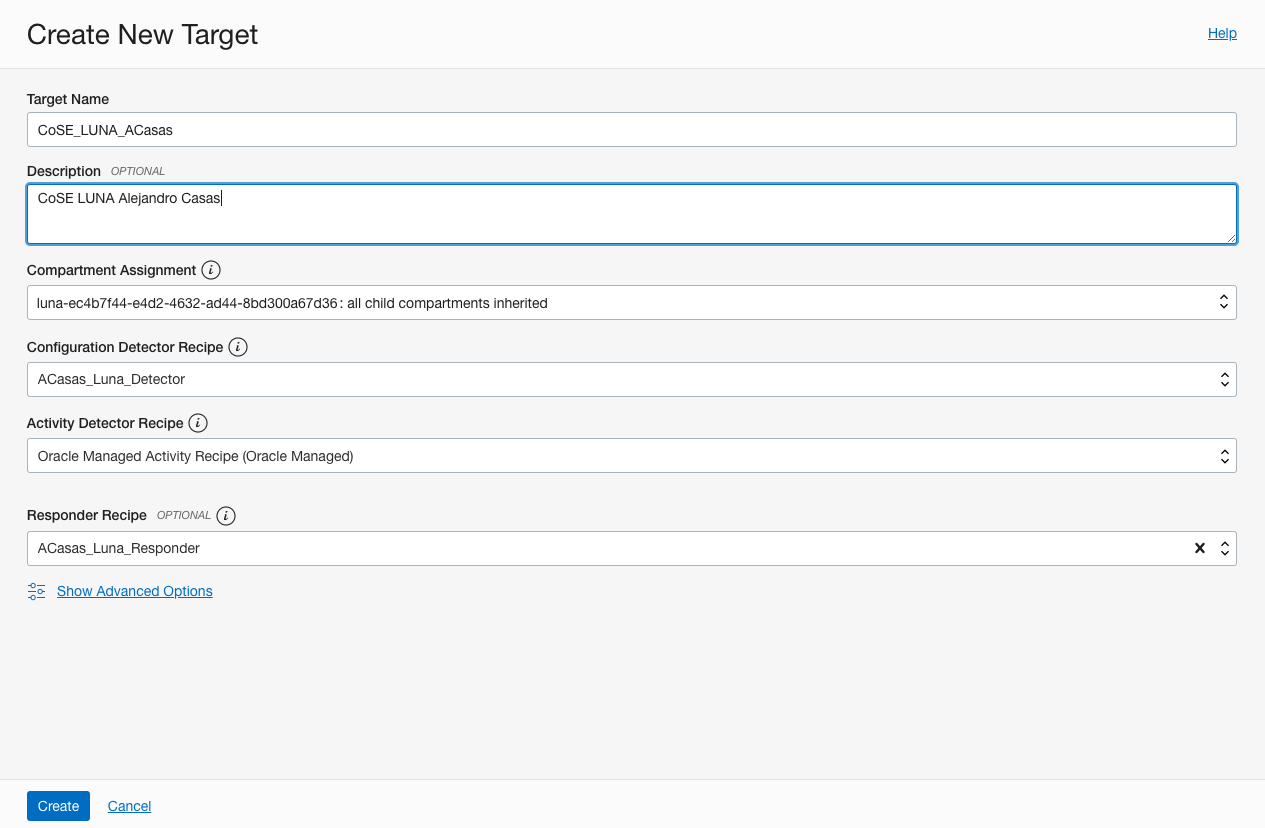 Create New Target
Help
Target Name
CoSE_LUNA_ACasas
Description OPTIONAL
CoSE LUNA Alejandro Casas
Compartment Assignment i
luna-ec4b7f44-e4d2-4632-ad44-8bd300a67d36: all child compartments inherited
Configuration Detector Recipe i
ACasas_Luna_Detector
Activity Detector Recipe i
Oracle Managed Activity Recipe (Oracle Managed)
Responder Recipe OPTIONAL i
ACasas_Luna_Responder
Show Advanced Options
Create Cancel